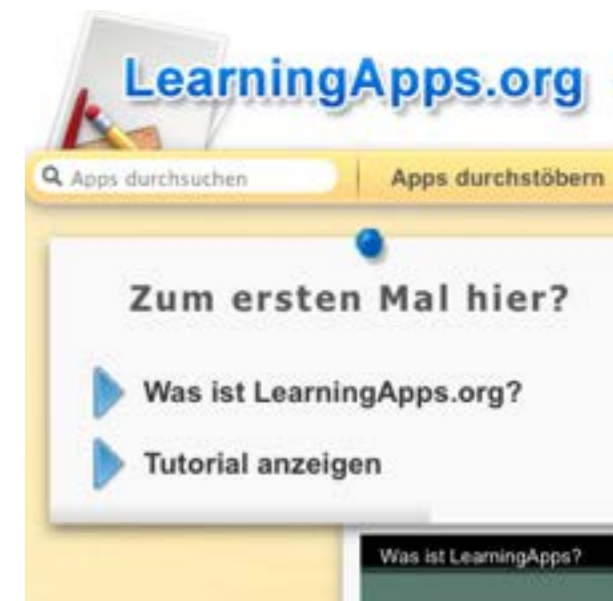 LearningApps.org
Apps durchsuchen
Apps durchstöbern
Zum ersten Mal hier?
Was ist LearningApps.org?
Tutorial anzeigen
Was ist LearningApps?